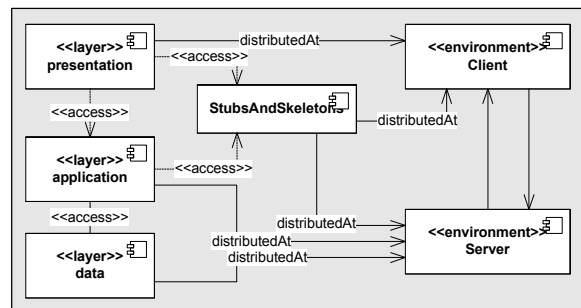 <<layer>>
presentation
distributedAt
<<access>>
<<environment>>
Client
<<access>>
StubsAndSkeletons
distributedAt
<<layer>>
application
<<access>>
<<access>>
<<layer>>
data
distributedAt
distributedAt
distributedAt
<<environment>>
Server